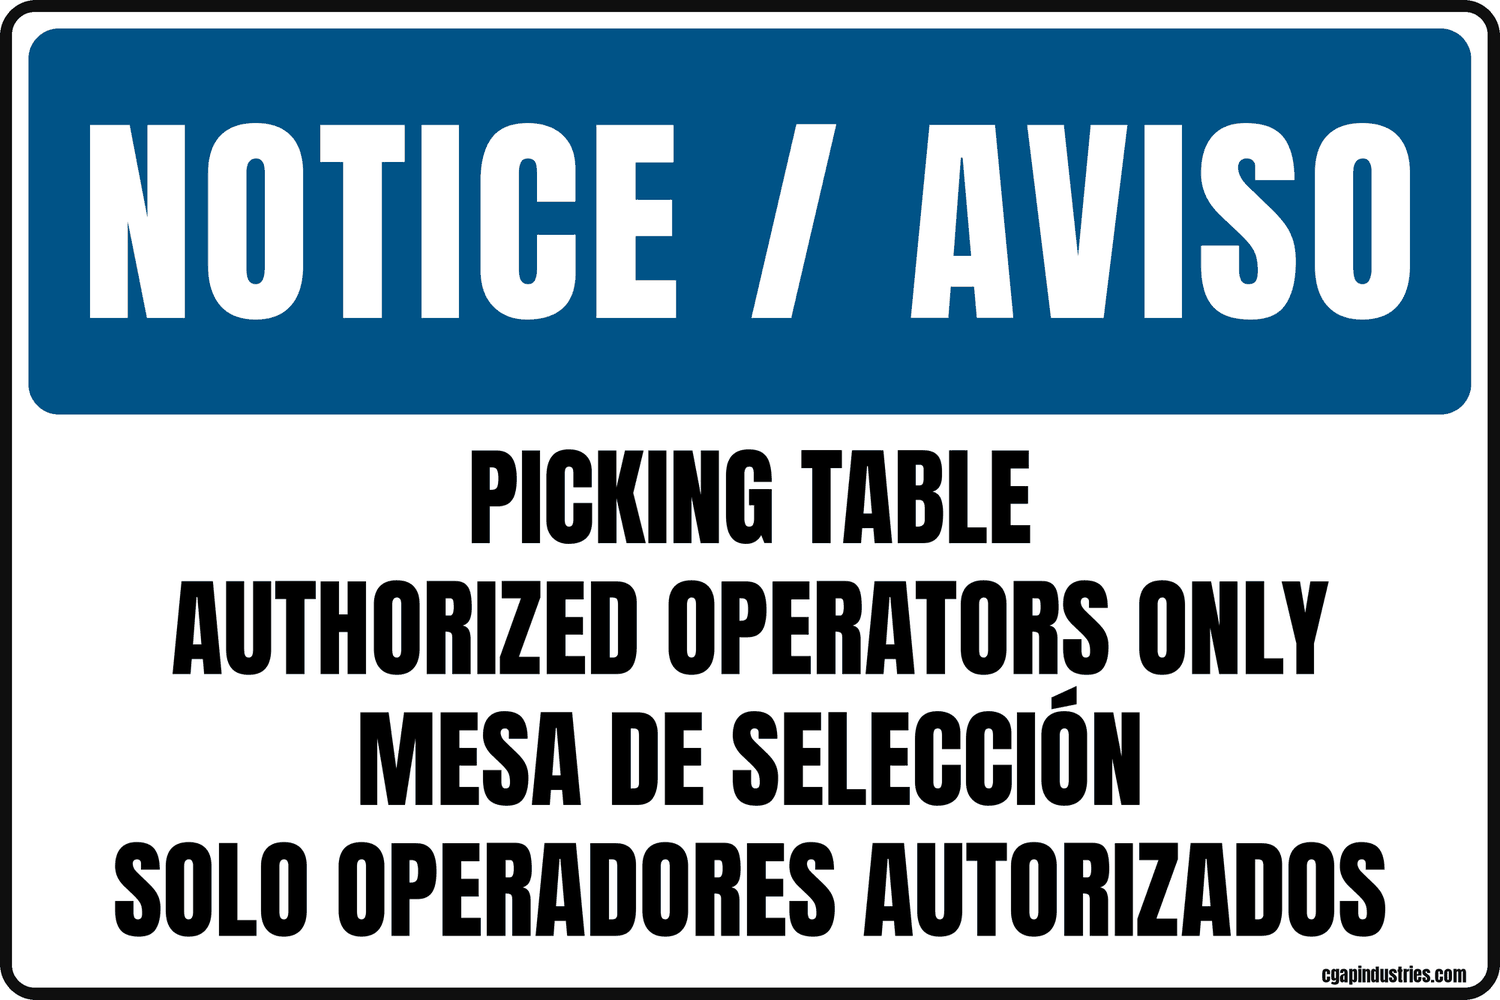 NOTICE / AVISO
PICKING TABLE
AUTHORIZED OPERATORS ONLY
MESA DE SELECCIÓN
SOLO OPERADORES AUTORIZADOS
cgapindustries.com